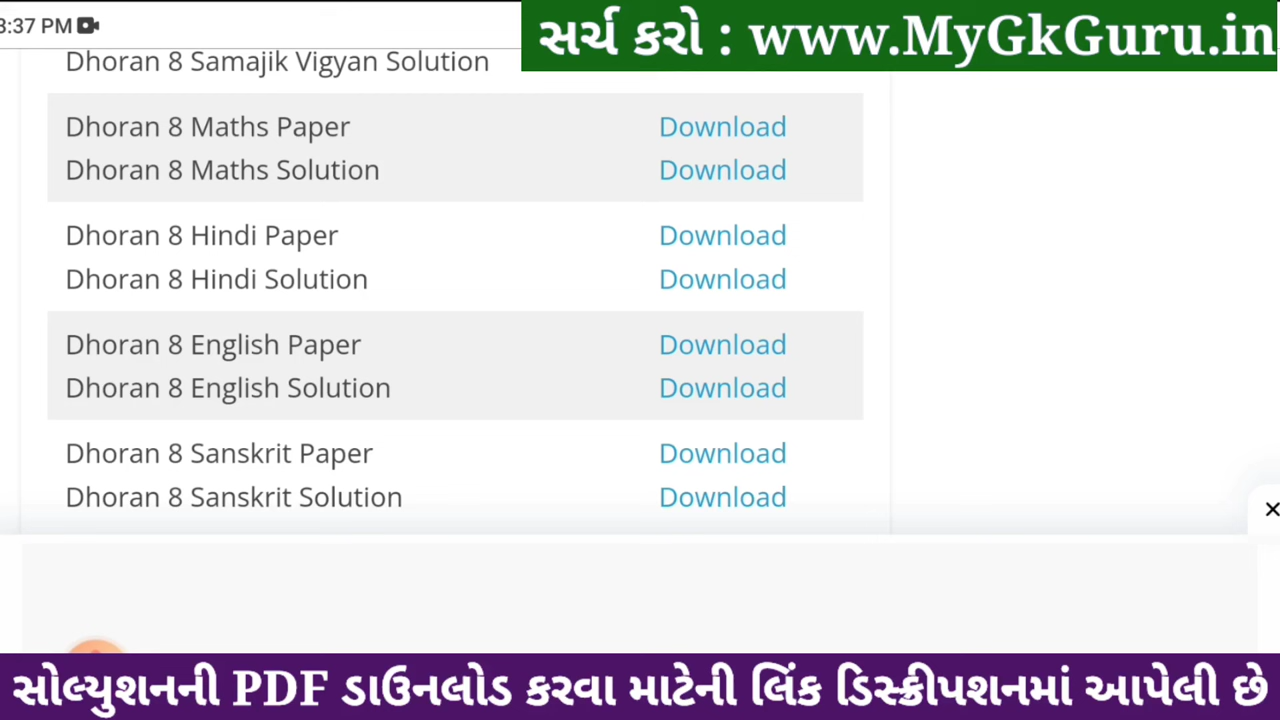 3:37 PM
સર્ચ કરો : www.MyGkGuru.in
Dhoran 8 Samajik Vigyan Solution
Dhoran 8 Maths Paper Download
Dhoran 8 Maths Solution Download
Dhoran 8 Hindi Paper Download
Dhoran 8 Hindi Solution Download
Dhoran 8 English Paper Download
Dhoran 8 English Solution Download
Dhoran 8 Sanskrit Paper Download
Dhoran 8 Sanskrit Solution Download
સોલ્યુશનની PDF ડાઉનલોડ કરવા માટેની લિંક ડિસ્ક્રીપશનમાં આપેલી છે